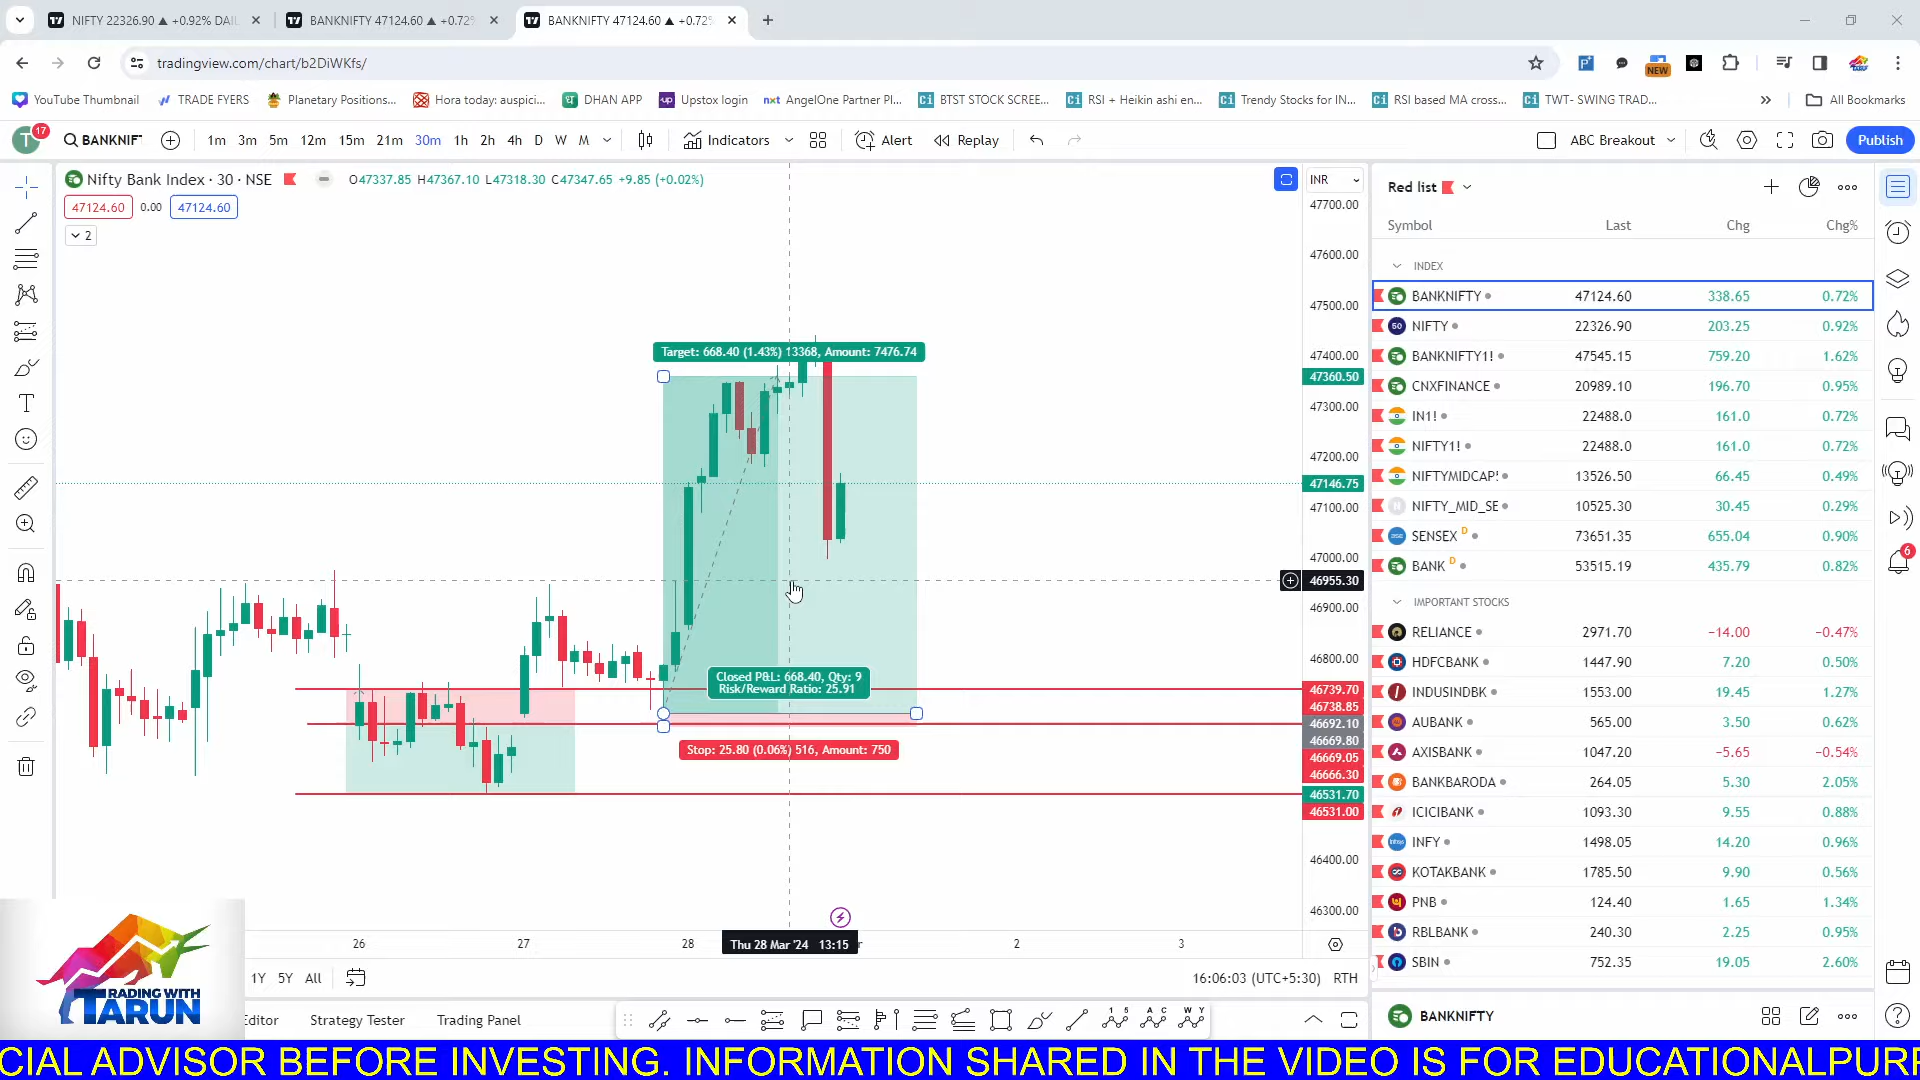 NIFTY 22326.90 ▲ +0.92% DAIL
BANKNIFTY 47124.60 ▲ +0.72%
BANKNIFTY 47124.60 ▲ +0.72%
tradingview.com/chart/b2DiWKfs/
NEW
YouTube Thumbnail
TRADE FYERS
Planetary Positions...
Hora today: auspici...
DHAN APP
Upstox login
AngelOne Partner Pl...
BTST STOCK SCREE...
RSI + Heikin ashi en...
Trendy Stocks for IN...
RSI based MA cross...
TWT- SWING TRAD...
All Bookmarks
T 17
BANKNIF
1m 3m 5m 12m 15m 21m 30m 1h 2h 4h D W M
Indicators
Alert
Replay
ABC Breakout
Publish
Nifty Bank Index · 30 · NSE
O47337.85 H47367.10 L47318.30 C47347.65 +9.85 (+0.02%)
47124.60 0.00 47124.60
2
INR
47700.00
47600.00
47500.00
47400.00
47360.50
47300.00
47200.00
47146.75
47100.00
47000.00
46955.30
46900.00
46800.00
46739.70
46738.85
46692.10
46669.80
46669.05
46666.30
46531.70
46531.00
46400.00
46300.00
Target: 668.40 (1.43%) 13368, Amount: 7476.74
Closed P&L: 668.40, Qty: 9
Risk/Reward Ratio: 25.91
Stop: 25.80 (0.06%) 516, Amount: 750
26 27 28 Thu 28 Mar '24 13:15 2 3
1Y 5Y All
16:06:03 (UTC+5:30) RTH
Editor Strategy Tester Trading Panel
TRADING WITH
TARUN
Red list
Symbol Last Chg Chg%
INDEX
BANKNIFTY 47124.60 338.65 0.72%
NIFTY 22326.90 203.25 0.92%
BANKNIFTY1! 47545.15 759.20 1.62%
CNXFINANCE 20989.10 196.70 0.95%
IN1! 22488.0 161.0 0.72%
NIFTY1! 22488.0 161.0 0.72%
NIFTYMIDCAP! 13526.50 66.45 0.49%
NIFTY_MID_SE 10525.30 30.45 0.29%
SENSEX D 73651.35 655.04 0.90%
BANK D 53515.19 435.79 0.82%
IMPORTANT STOCKS
RELIANCE 2971.70 −14.00 −0.47%
HDFCBANK 1447.90 7.20 0.50%
INDUSINDBK 1553.00 19.45 1.27%
AUBANK 565.00 3.50 0.62%
AXISBANK 1047.20 −5.65 −0.54%
BANKBARODA 264.05 5.30 2.05%
ICICIBANK 1093.30 9.55 0.88%
INFY 1498.05 14.20 0.96%
KOTAKBANK 1785.50 9.90 0.56%
PNB 124.40 1.65 1.34%
RBLBANK 240.30 2.25 0.95%
SBIN 752.35 19.05 2.60%
6
BANKNIFTY
CIAL ADVISOR BEFORE INVESTING. INFORMATION SHARED IN THE VIDEO IS FOR EDUCATIONALPURP